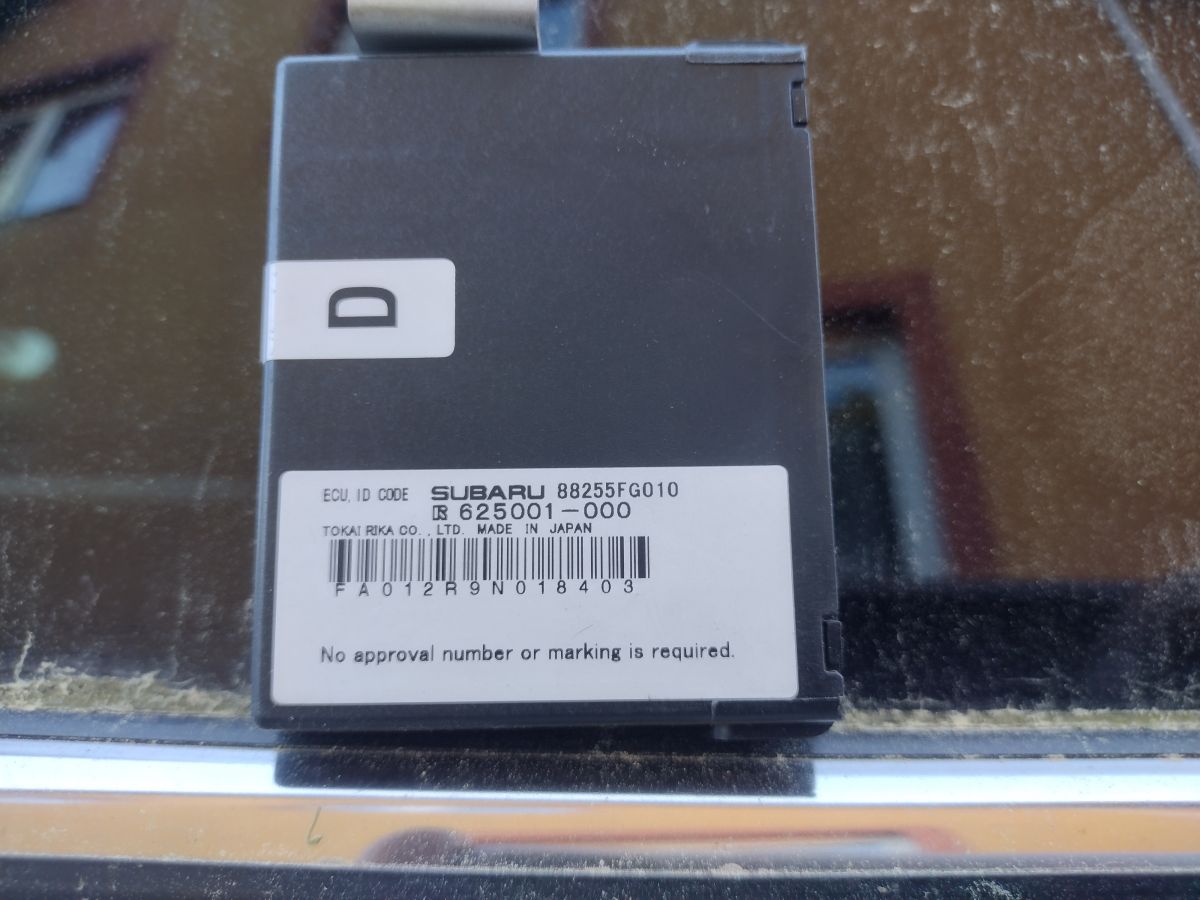 D
ECU, ID CODE SUBARU 88255FG010
R 625001-000
TOKAI RIKA CO., LTD. MADE IN JAPAN
FA012R9N018403
No approval number or marking is required.